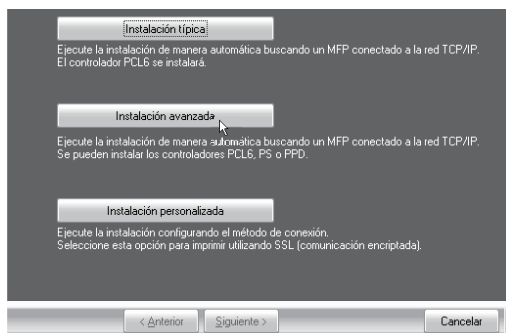 Instalación típica
Ejecute la instalación de manera automática buscando un MFP conectado a la red TCP/IP.
El controlador PCL6 se instalará.
Instalación avanzada
Ejecute la instalación de manera automática buscando un MFP conectado a la red TCP/IP.
Se pueden instalar los controladores PCL6, PS o PPD.
Instalación personalizada
Ejecute la instalación configurando el método de conexión.
Seleccione esta opción para imprimir utilizando SSL (comunicación encriptada).
< Anterior Siguiente > Cancelar